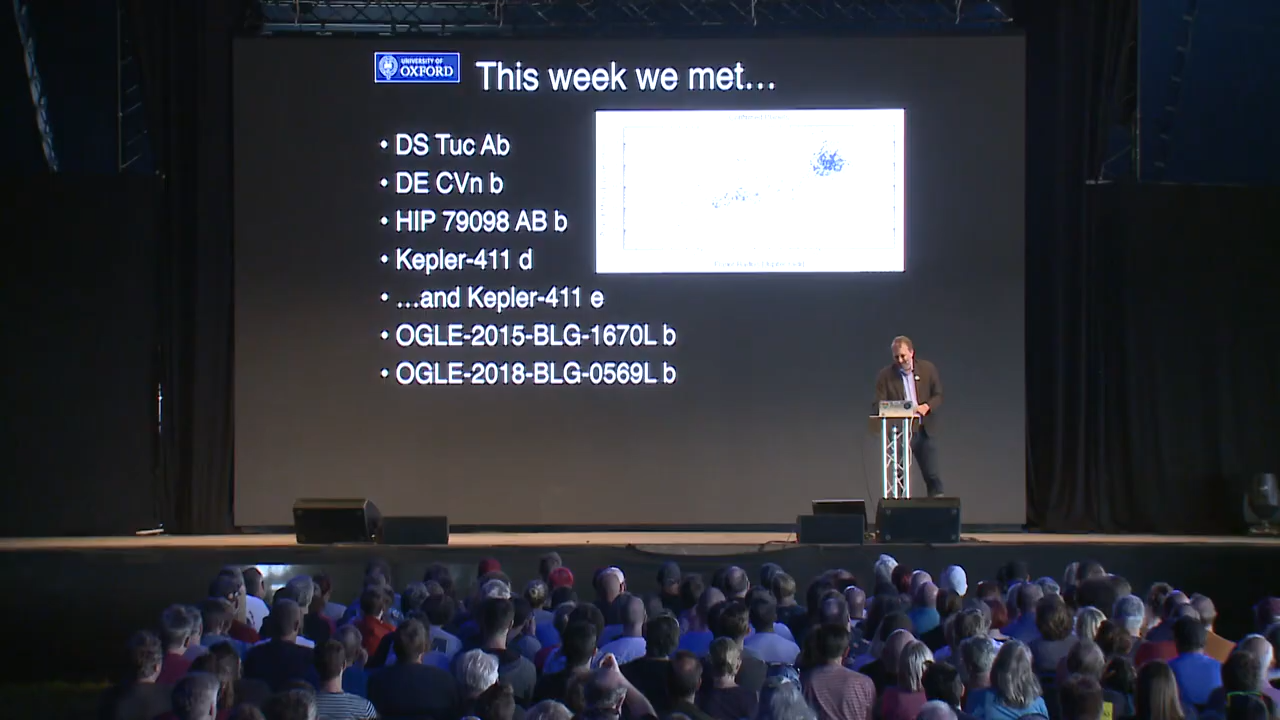 UNIVERSITY OF
OXFORD
This week we met...
• DS Tuc Ab
• DE CVn b
• HIP 79098 AB b
• Kepler-411 d
• ...and Kepler-411 e
• OGLE-2015-BLG-1670L b
• OGLE-2018-BLG-0569L b